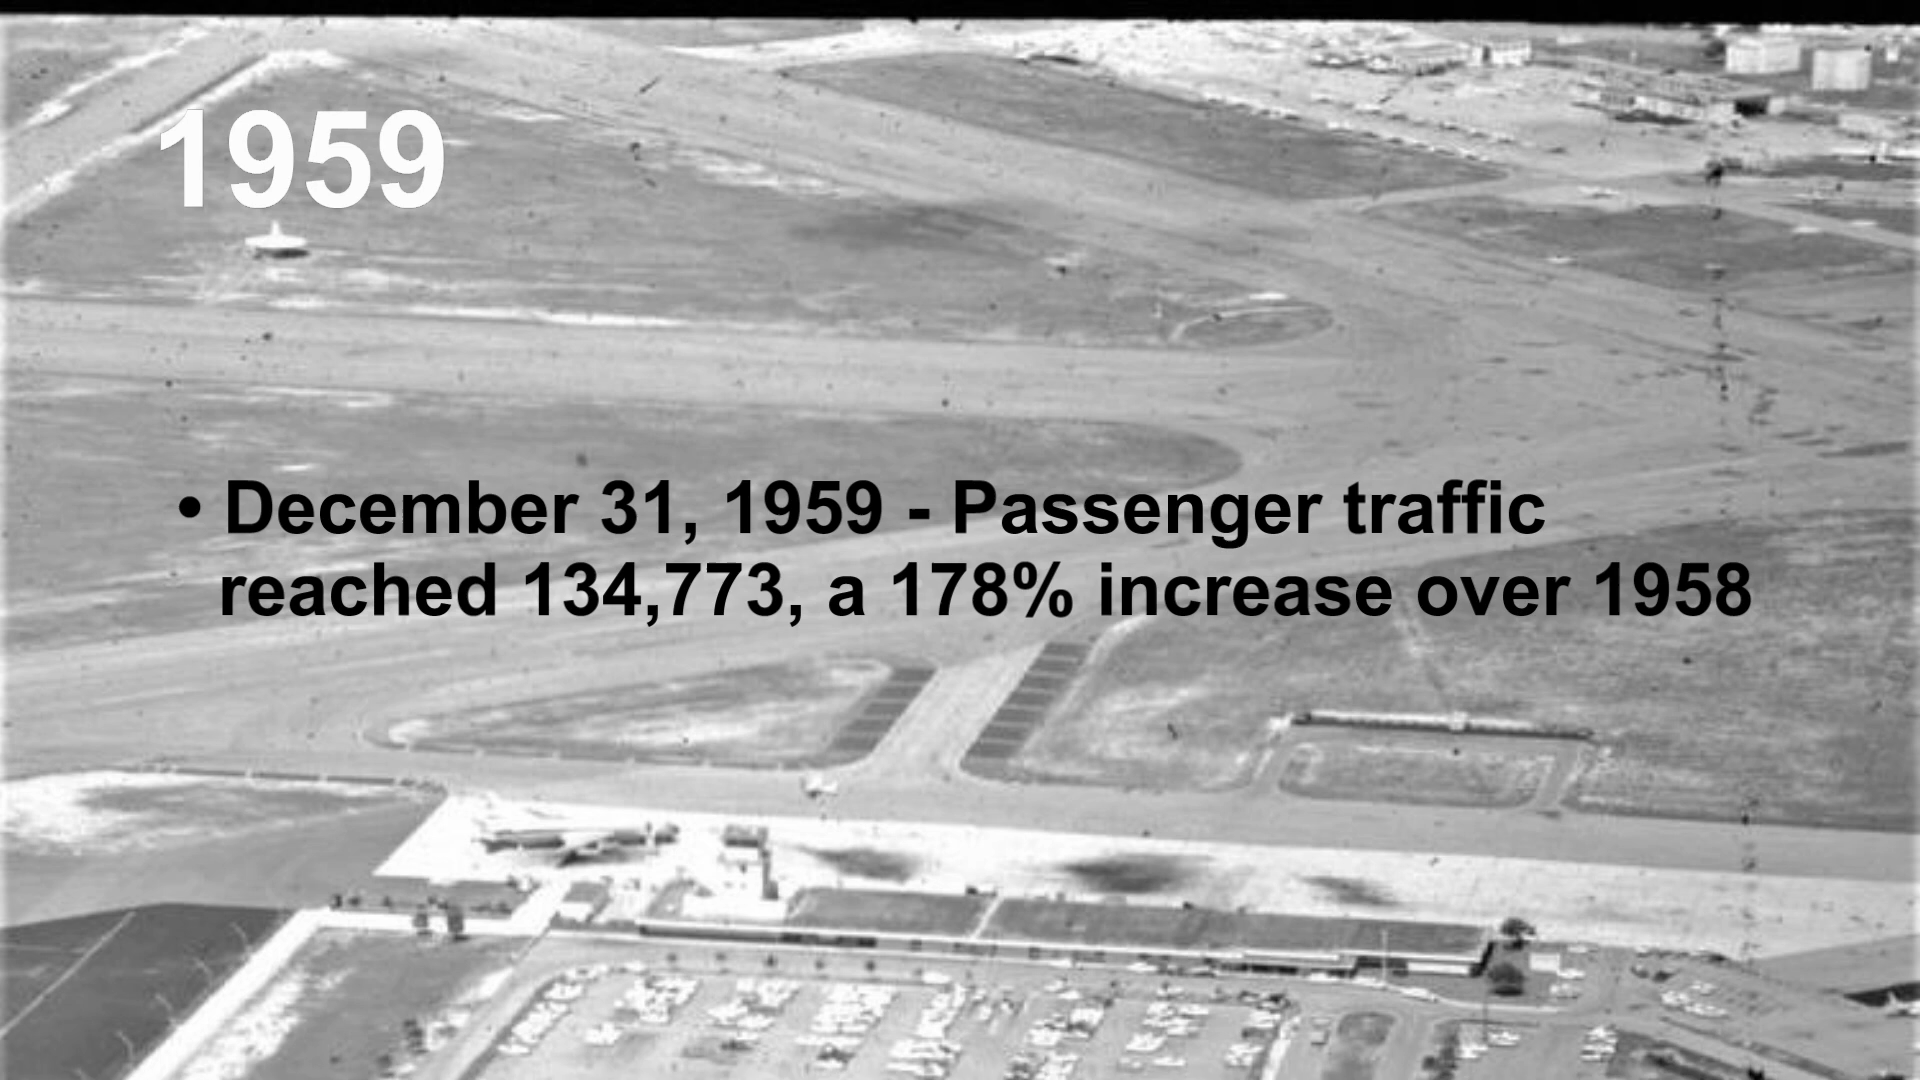 1959
• December 31, 1959 - Passenger traffic
reached 134,773, a 178% increase over 1958